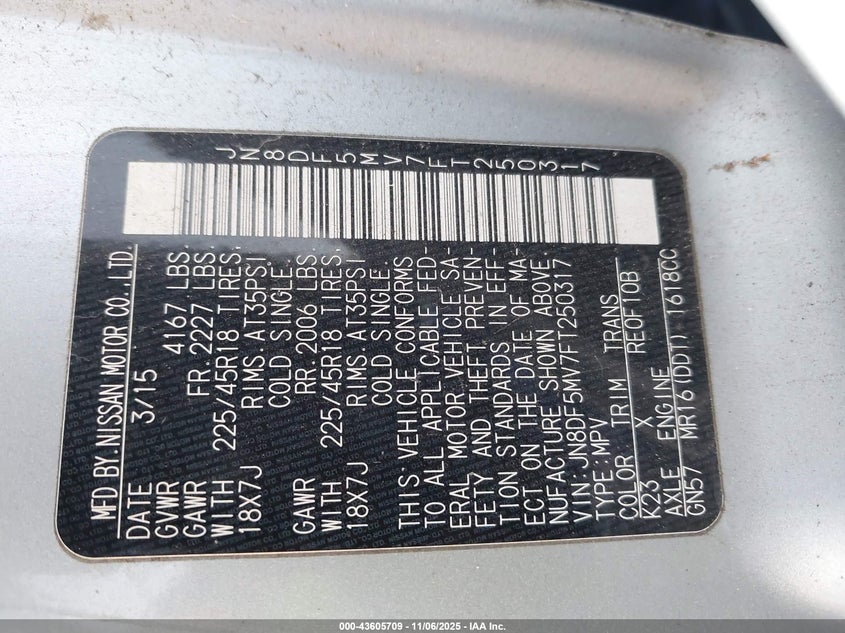 JN8DF5MV7FT250317
MFD BY.NISSAN MOTOR CO.,LTD.
DATE 3/15
GVWR 4167 LBS
GAWR FR.2227 LBS.
WITH 225/45R18 TIRES.
18X7J RIMS AT35PSI
COLD SINGLE.
GAWR RR.2006 LBS.
WITH 225/45R18 TIRES.
18X7J RIMS AT35PSI
COLD SINGLE.
THIS VEHICLE CONFORMS
TO ALL APPLICABLE FED-
ERAL MOTOR VEHICLE SA-
FETY AND THEFT PREVEN-
TION STANDARDS IN EFF-
ECT ON THE DATE OF MA-
NUFACTURE SHOWN ABOVE.
VIN:JN8DF5MV7FT250317
TYPE:MPV
COLOR TRIM TRANS
K23 X RE0F10B
AXLE ENGINE
GN57 MR16(DDT) 1618CC
000-43605709 - 11/06/2025 - IAA Inc.